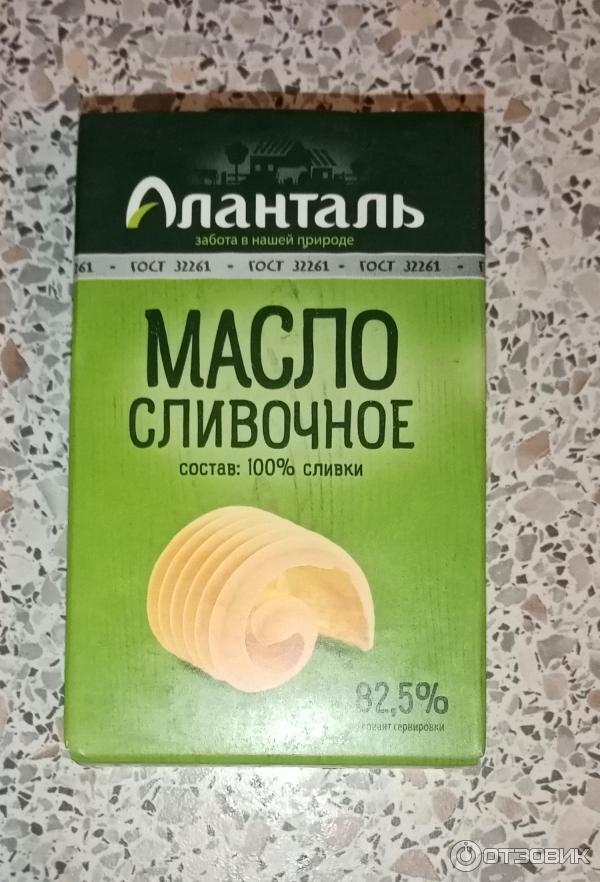 Аланталь
забота в нашей природе
261 - ГОСТ 32261 - ГОСТ 32261 - ГОСТ 32261 - Г
МАСЛО
СЛИВОЧНОЕ
состав: 100% сливки
82,5%
вариант сервировки
ОТЗОВИК